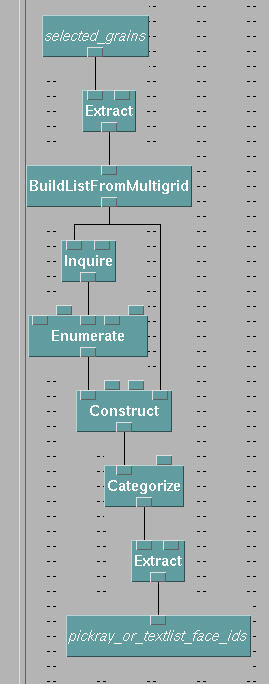 selected_grains
Extract
BuildListFromMultigrid
Inquire
Enumerate
Construct
Categorize
Extract
pickray_or_textlist_face_ids